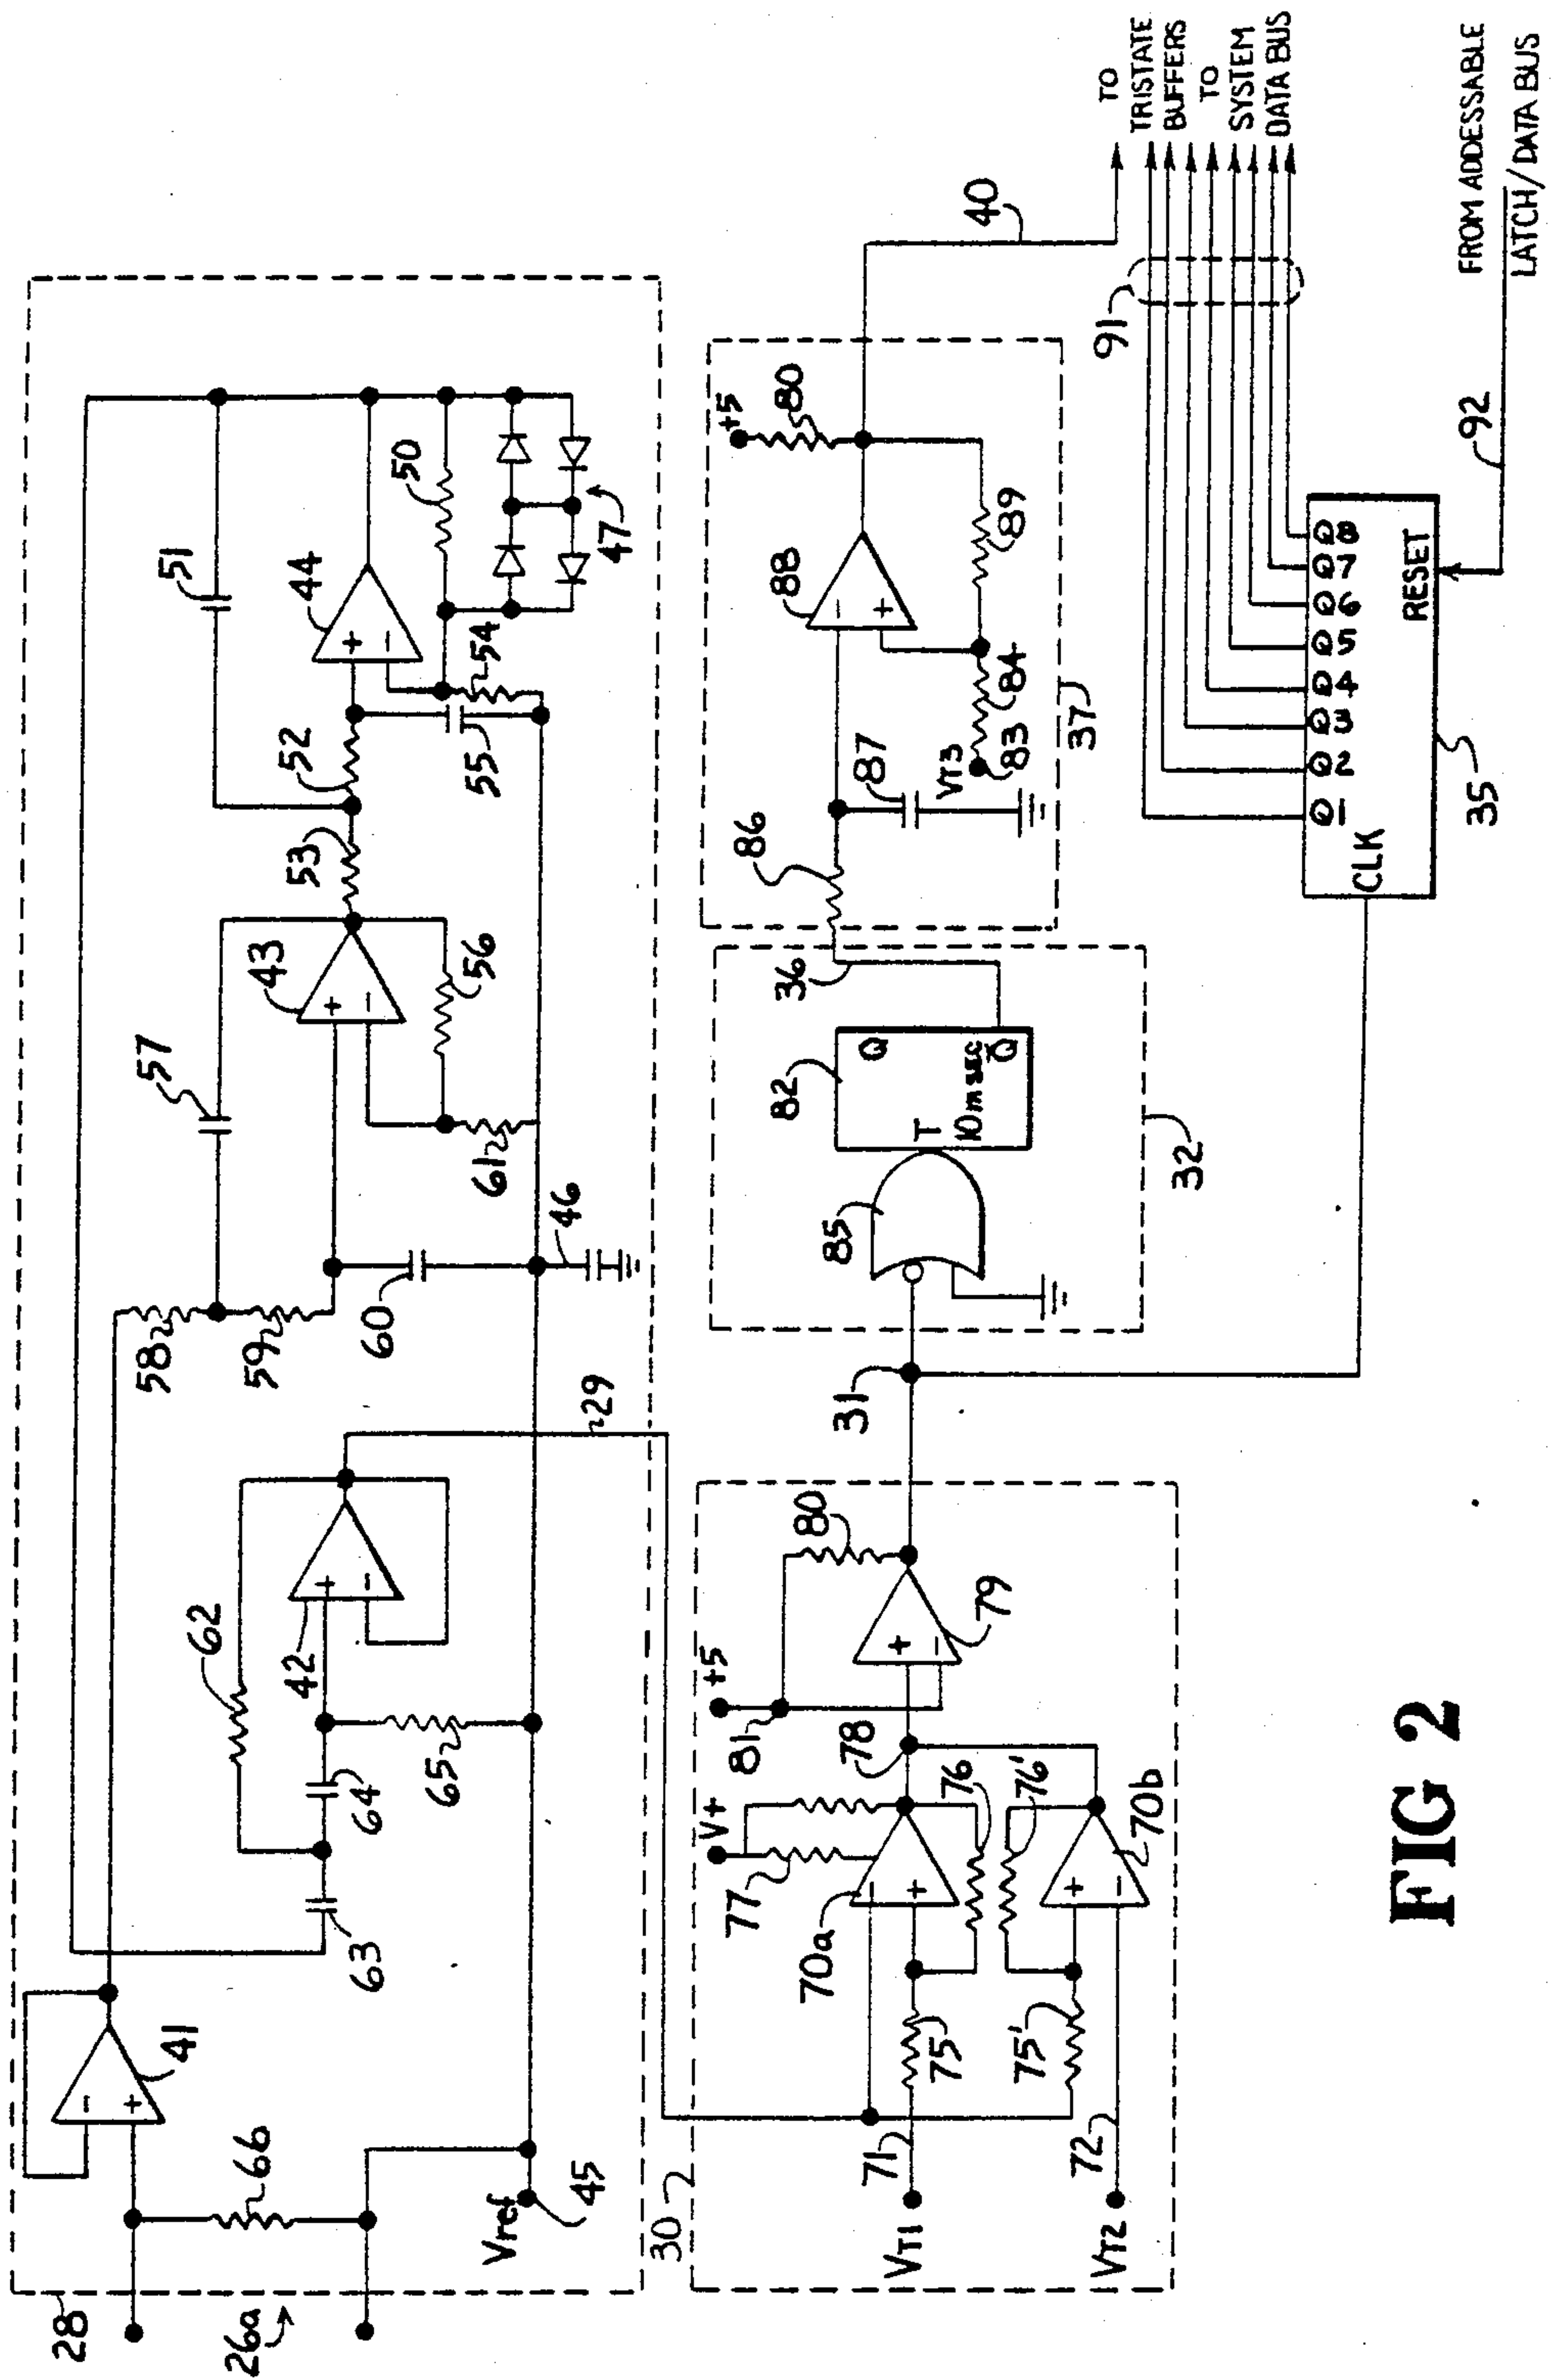 28
26a
66
41
Vref
45
63
64
65
62
42
29
58
59
60
46
57
43
61
56
53
52
51
55
54
44
50
47
30
VT1
71
VT2
72
75
75'
70a
77
V+
76
76'
70b
78
81
+5
79
80
31
85
82
T
Q
10msec
Q̅
36
32
86
87
VT3
83
84
88
89
+5
80
37
40
TO
TRISTATE
BUFFERS
TO
SYSTEM
DATA BUS
91
CLK
Q1
Q2
Q3
Q4
Q5
Q6
Q7
Q8
RESET
35
92
FROM ADDESSABLE
LATCH/DATA BUS
+
-
+
-
+
-
+
-
-
+
+
-
+
-
-
+
FIG 2